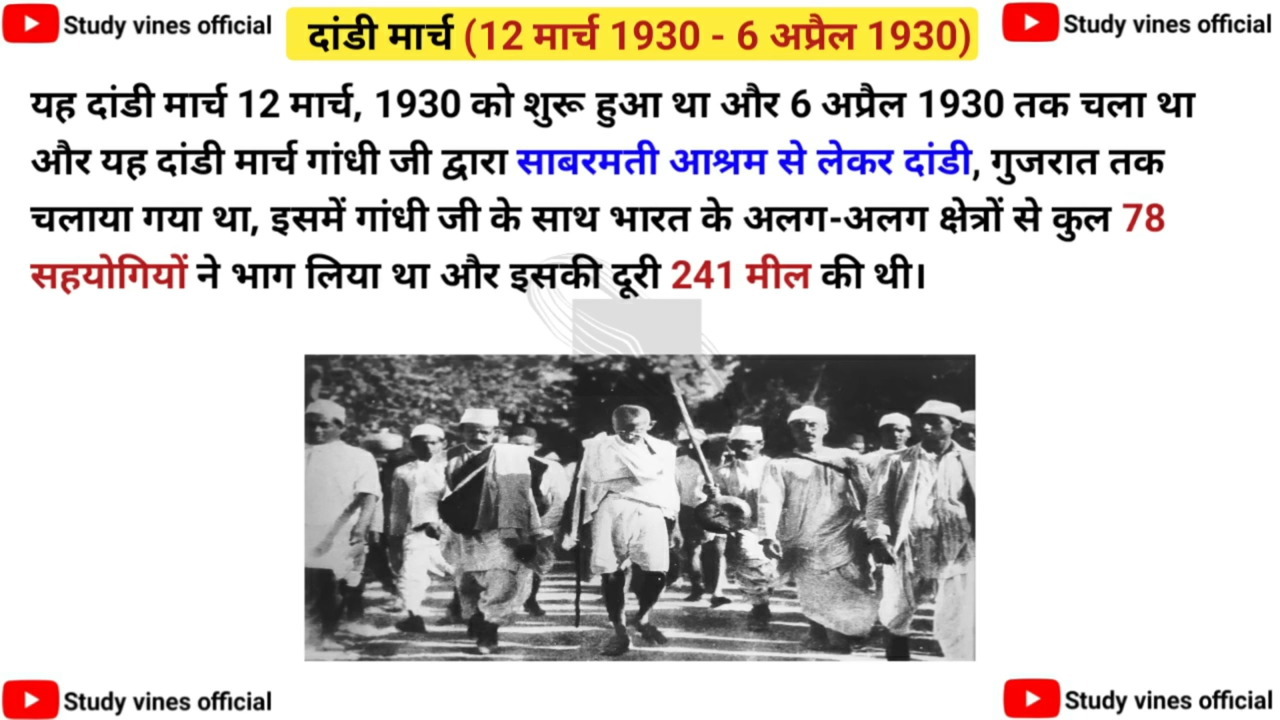 Study vines official
दांडी मार्च (12 मार्च 1930 - 6 अप्रैल 1930)
Study vines official
यह दांडी मार्च 12 मार्च, 1930 को शुरू हुआ था और 6 अप्रैल 1930 तक चला था
और यह दांडी मार्च गांधी जी द्वारा साबरमती आश्रम से लेकर दांडी, गुजरात तक
चलाया गया था, इसमें गांधी जी के साथ भारत के अलग-अलग क्षेत्रों से कुल 78
सहयोगियों ने भाग लिया था और इसकी दूरी 241 मील की थी।
Study vines official
Study vines official